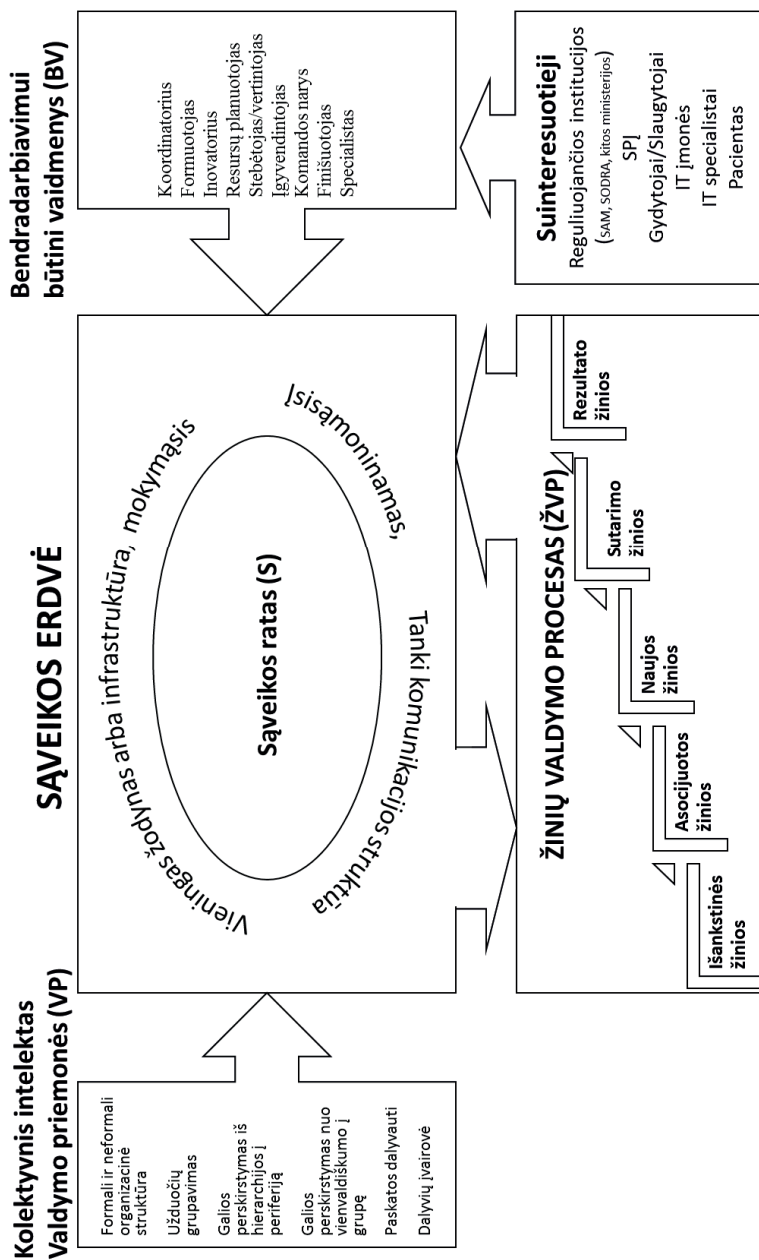 Kolektyvnis intelektas
Valdymo priemonės (VP)
Formali ir neformali
organizacinė
struktūra
Užduočių
grupavimas
Galios
perskirstymas iš
hierarchijos į
periferiją
Galios
perskirstymas nuo
vienvaldiškumo į
grupę
Paskatos dalyvauti
Dalyvių įvairovė
SĄVEIKOS ERDVĖ
Vieningas žodynas arba infrastruktūra, mokymąsis
Įsisąmoninamas,
Tanki komunikacijos struktūa
Sąveikos ratas (S)
Bendradarbiavimui
būtini vaidmenys (BV)
Koordinatorius
Formuotojas
Inovatorius
Resursų planuotojas
Stebėtojas/vertintojas
Įgyvendintojas
Komandos narys
Finišuotojas
Specialistas
ŽINIŲ VALDYMO PROCESAS (ŽVP)
Išankstinės
žinios
Asocijuotos
žinios
Naujos
žinios
Sutarimo
žinios
Rezultato
žinios
Suinteresuotieji
Reguliuojančios institucijos
(SAM, SODRA, kitos ministerijos)
SPĮ
Gydytojai/Slaugytojai
IT įmonės
IT specialistai
Pacientas